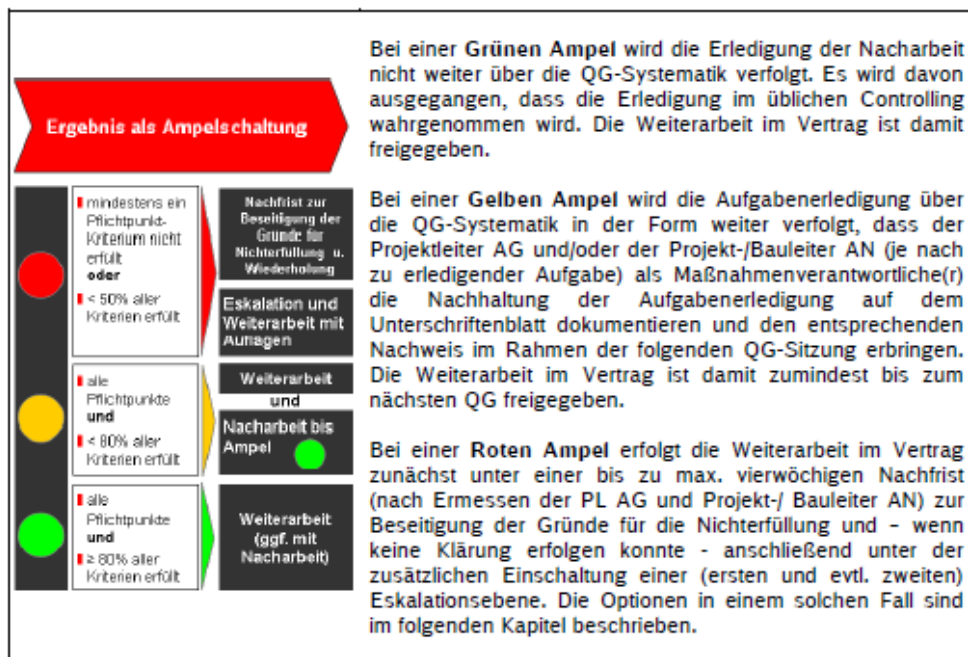 Ergebnis als Ampelschaltung
mindestens ein
Pflichtpunkt-
Kriterium nicht
erfüllt
oder
< 50% aller
Kriterien erfüllt
Nachfrist zur
Beseitigung der
Gründe für
Nichterfüllung u.
Wiederholung
Eskalation und
Weiterarbeit mit
Auflagen
alle
Pflichtpunkte
und
< 80% aller
Kriterien erfüllt
Weiterarbeit
und
Nacharbeit bis
Ampel
alle
Pflichtpunkte
und
≥ 80% aller
Kriterien erfüllt
Weiterarbeit
(ggf. mit
Nacharbeit)
Bei einer Grünen Ampel wird die Erledigung der Nacharbeit
nicht weiter über die QG-Systematik verfolgt. Es wird davon
ausgegangen, dass die Erledigung im üblichen Controlling
wahrgenommen wird. Die Weiterarbeit im Vertrag ist damit
freigegeben.
Bei einer Gelben Ampel wird die Aufgabenerledigung über
die QG-Systematik in der Form weiter verfolgt, dass der
Projektleiter AG und/oder der Projekt-/Bauleiter AN (je nach
zu erledigender Aufgabe) als Maßnahmenverantwortliche(r)
die Nachhaltung der Aufgabenerledigung auf dem
Unterschriftenblatt dokumentieren und den entsprechenden
Nachweis im Rahmen der folgenden QG-Sitzung erbringen.
Die Weiterarbeit im Vertrag ist damit zumindest bis zum
nächsten QG freigegeben.
Bei einer Roten Ampel erfolgt die Weiterarbeit im Vertrag
zunächst unter einer bis zu max. vierwöchigen Nachfrist
(nach Ermessen der PL AG und Projekt-/ Bauleiter AN) zur
Beseitigung der Gründe für die Nichterfüllung und – wenn
keine Klärung erfolgen konnte - anschließend unter der
zusätzlichen Einschaltung einer (ersten und evtl. zweiten)
Eskalationsebene. Die Optionen in einem solchen Fall sind
im folgenden Kapitel beschrieben.